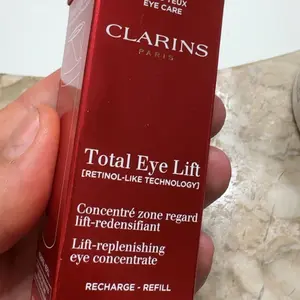 YEUX
EYE CARE
CLARINS
PARIS
Total Eye Lift
[RETINOL-LIKE TECHNOLOGY]
Concentré zone regard
lift-redensifiant
Lift-replenishing
eye concentrate
RECHARGE - REFILL